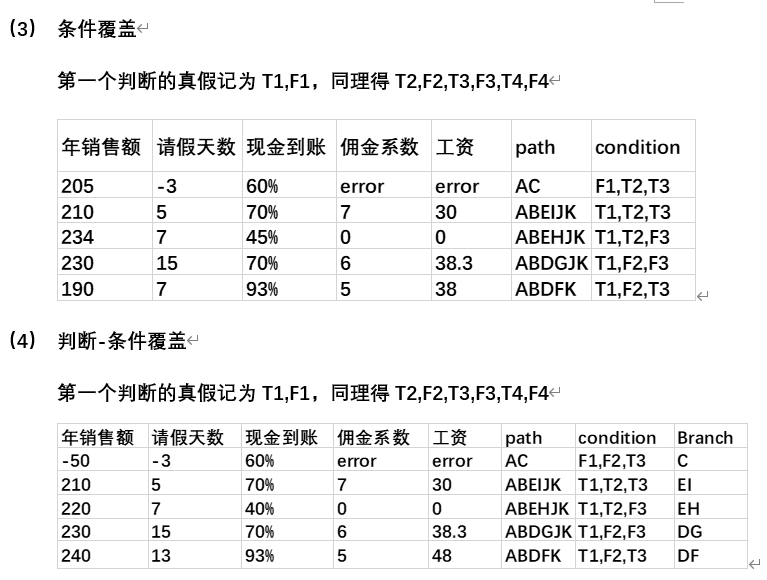 (3) 条件覆盖
第一个判断的真假记为 T1,F1，同理得 T2,F2,T3,F3,T4,F4
年销售额 请假天数 现金到账 佣金系数 工资 path condition
205 -3 60% error error AC F1,T2,T3
210 5 70% 7 30 ABEIJK T1,T2,T3
234 7 45% 0 0 ABEHJK T1,T2,F3
230 15 70% 6 38.3 ABDGJK T1,F2,F3
190 7 93% 5 38 ABDFK T1,F2,T3
(4) 判断-条件覆盖
第一个判断的真假记为 T1,F1，同理得 T2,F2,T3,F3,T4,F4
年销售额 请假天数 现金到账 佣金系数 工资 path condition Branch
-50 -3 60% error error AC F1,F2,T3 C
210 5 70% 7 30 ABEIJK T1,T2,T3 EI
220 7 40% 0 0 ABEHJK T1,T2,F3 EH
230 15 70% 6 38.3 ABDGJK T1,F2,F3 DG
240 13 93% 5 48 ABDFK T1,F2,T3 DF